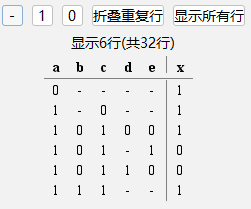 - 1 0 折叠重复行 显示所有行
显示6行(共32行)
a b c d e x
0 - - - - 1
1 - 0 - - 1
1 0 1 0 0 1
1 0 1 - 1 0
1 0 1 1 0 0
1 1 1 - - 1